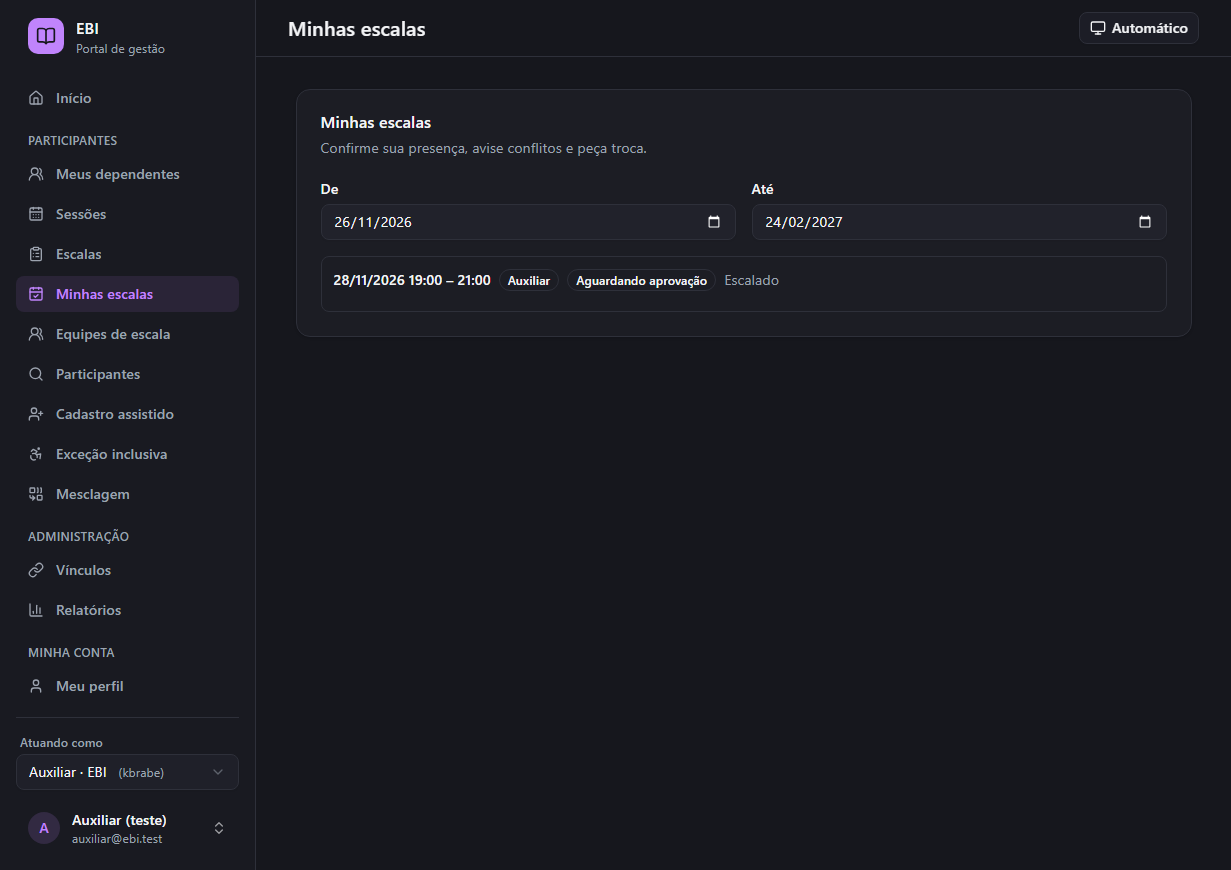 EBI
Portal de gestão
Início
PARTICIPANTES
Meus dependentes
Sessões
Escalas
Minhas escalas
Equipes de escala
Participantes
Cadastro assistido
Exceção inclusiva
Mesclagem
ADMINISTRAÇÃO
Vínculos
Relatórios
MINHA CONTA
Meu perfil
Atuando como
Auxiliar · EBI (kbrabe)
A
Auxiliar (teste)
auxiliar@ebi.test
Minhas escalas
Automático
Minhas escalas
Confirme sua presença, avise conflitos e peça troca.
De
26/11/2026
Até
24/02/2027
28/11/2026 19:00 – 21:00 Auxiliar Aguardando aprovação Escalado